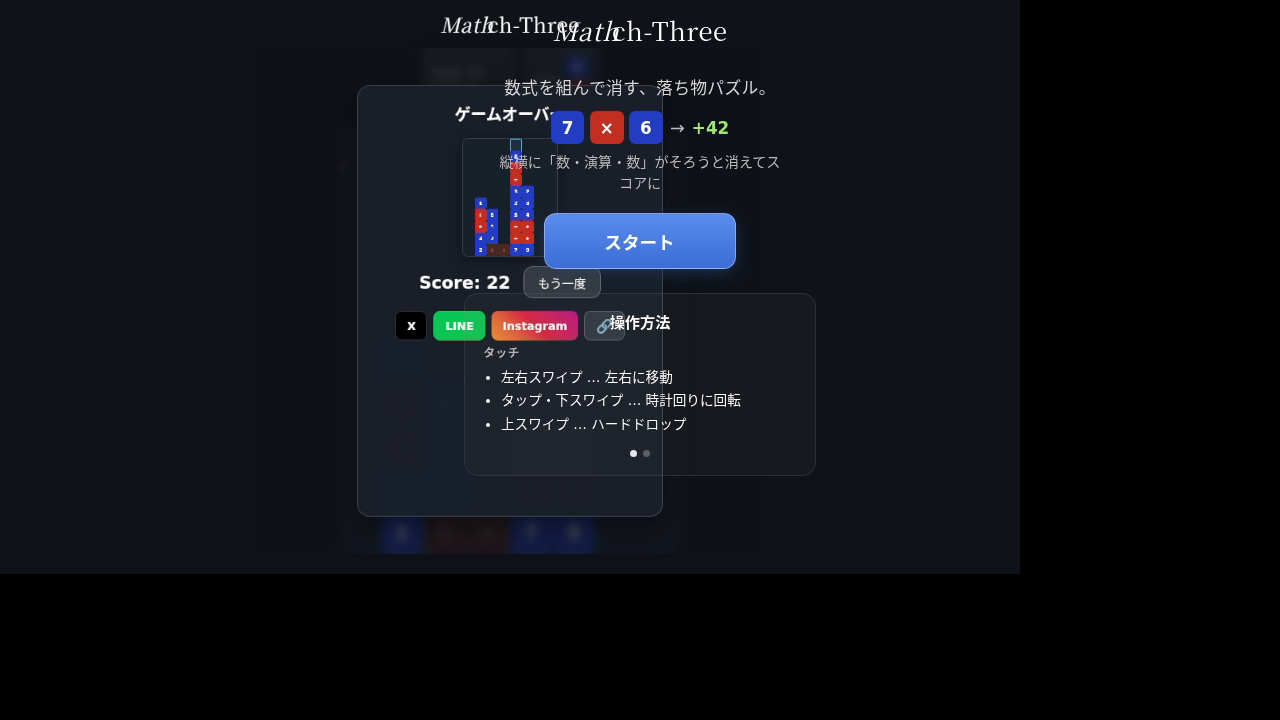 Math ch-Three
Math ch-Three
数式を組んで消す、落ち物パズル。
ゲームオーバ
7 × 6 → +42
縦横に「数・演算・数」がそろうと消えてス
コアに
スタート
Score: 22 もう一度
X LINE Instagram
操作方法
タッチ
• 左右スワイプ … 左右に移動
• タップ・下スワイプ … 時計回りに回転
• 上スワイプ … ハードドロップ